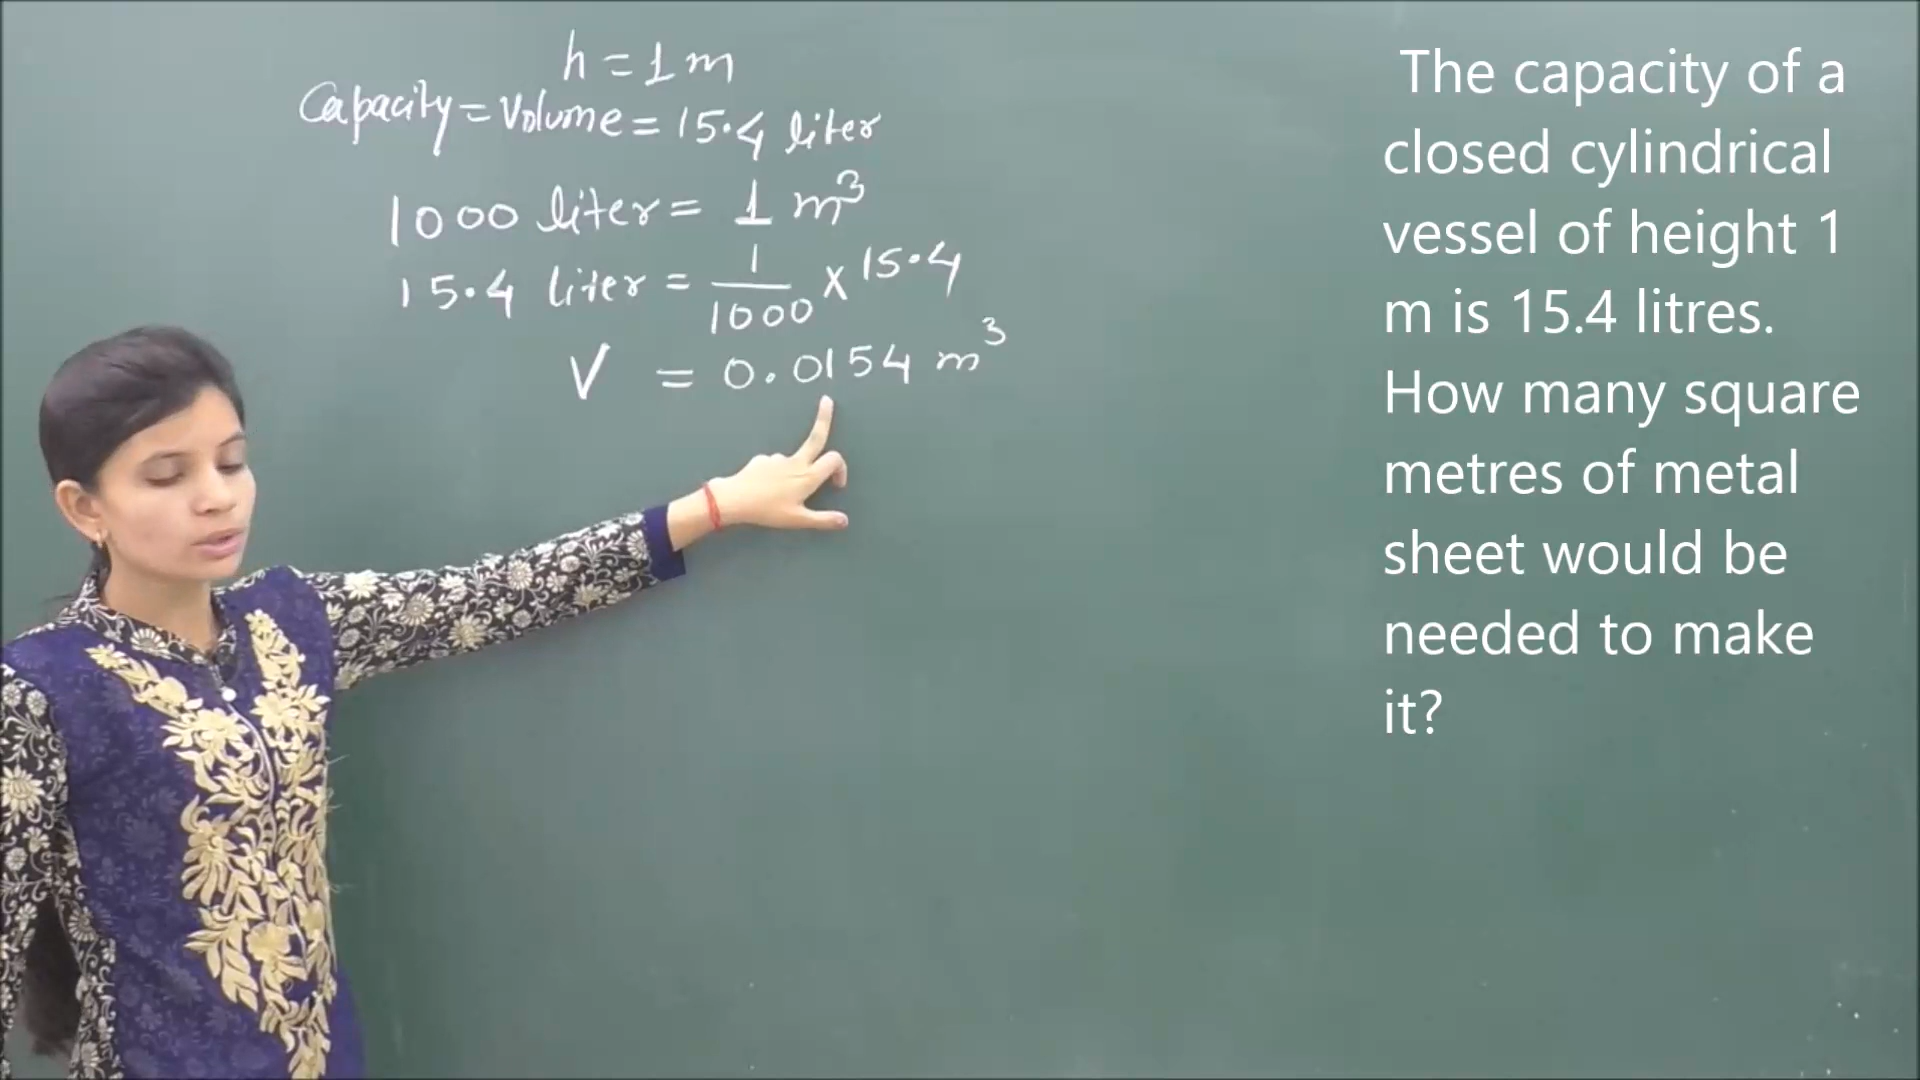 h = 1 m
Capacity = Volume = 15.4 liter
1000 liter = 1 m³
15.4 liter = 1/1000 x 15.4
V = 0.0154 m³
The capacity of a
closed cylindrical
vessel of height 1
m is 15.4 litres.
How many square
metres of metal
sheet would be
needed to make
it?